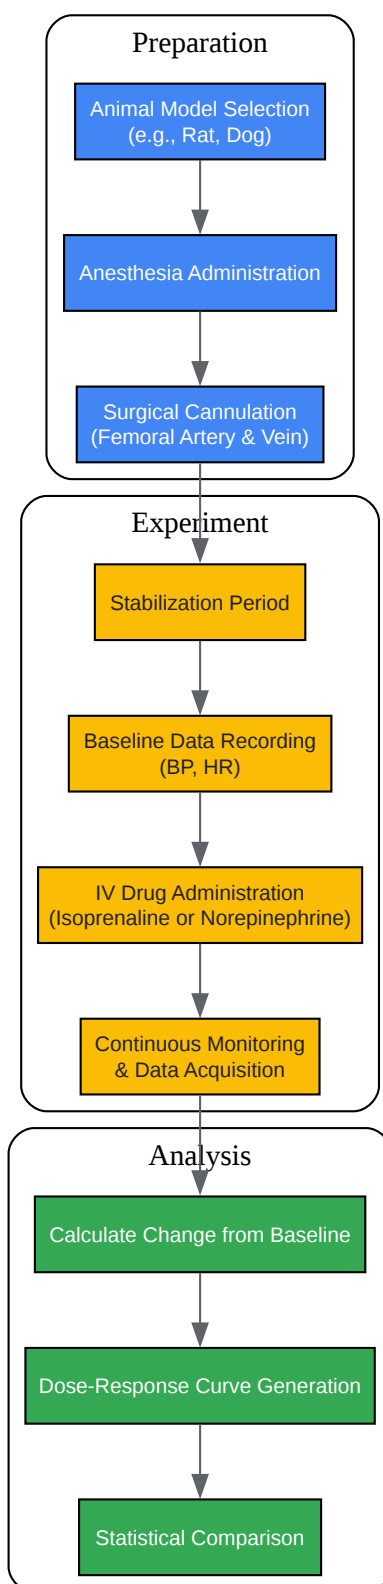 Preparation
Animal Model Selection
(e.g., Rat, Dog)
Anesthesia Administration
Surgical Cannulation
(Femoral Artery & Vein)
Experiment
Stabilization Period
Baseline Data Recording
(BP, HR)
IV Drug Administration
(Isoprenaline or Norepinephrine)
Continuous Monitoring
& Data Acquisition
Analysis
Calculate Change from Baseline
Dose-Response Curve Generation
Statistical Comparison